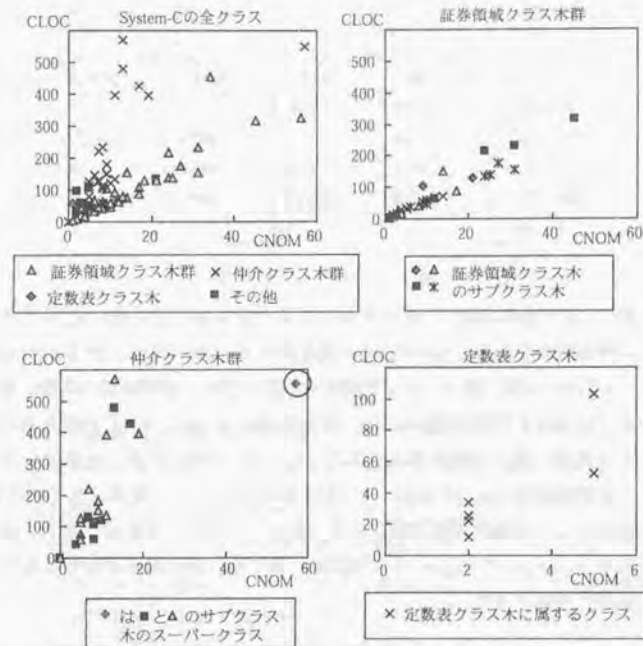 CLOC System-Cの全クラス
600
500
400
300
200
100
0
0 20 40 60
CNOM
△ 証券領域クラス木群 × 仲介クラス木群
◈ 定数表クラス木 ■ その他
CLOC 証券領域クラス木群
600
500
400
300
200
100
0
0 20 40 60
CNOM
◈ △ 証券領域クラス木
■ ✳ のサブクラス木
CLOC 仲介クラス木群
500
400
300
200
100
0
0 20 40 60
CNOM
◈ は■と△のサブクラス
木のスーパークラス
CLOC 定数表クラス木
100
80
60
40
20
0
0 2 4 6
CNOM
× 定数表クラス木に属するクラス